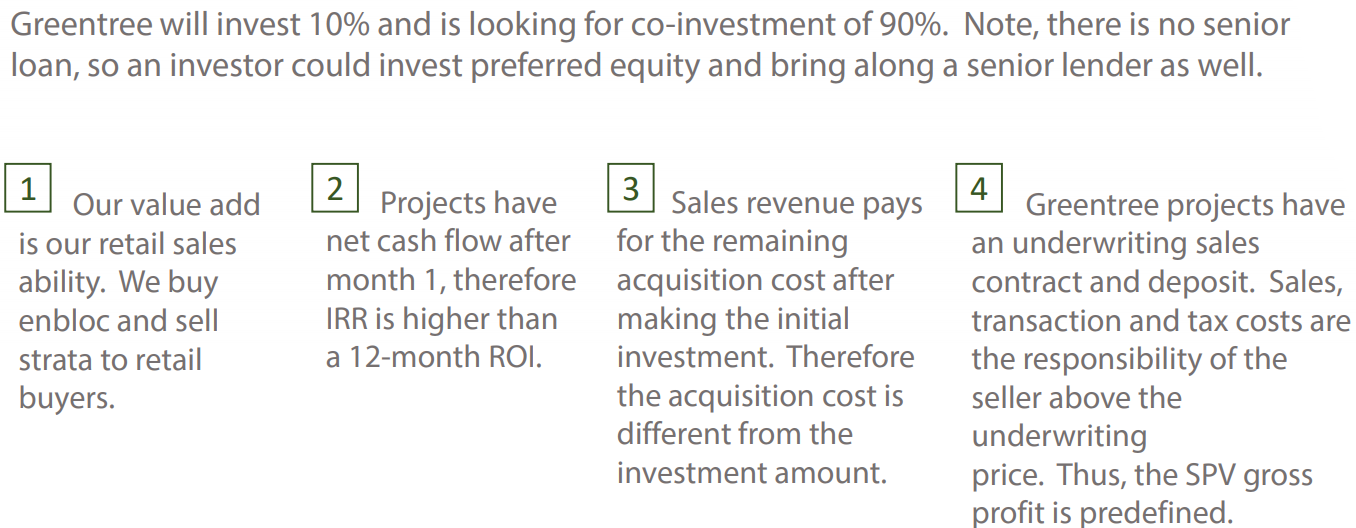 Greentree will invest 10% and is looking for co-investment of 90%.  Note, there is no senior
loan, so an investor could invest preferred equity and bring along a senior lender as well.
1
Our value add
is our retail sales
ability.  We buy
enbloc and sell
strata to retail
buyers.
2
Projects have
net cash flow after
month 1, therefore
IRR is higher than
a 12-month ROI.
3
Sales revenue pays
for the remaining
acquisition cost after
making the initial
investment.  Therefore
the acquisition cost is
different from the
investment amount.
4
Greentree projects have
an underwriting sales
contract and deposit.  Sales,
transaction and tax costs are
the responsibility of the
seller above the
underwriting
price.  Thus, the SPV gross
profit is predefined.